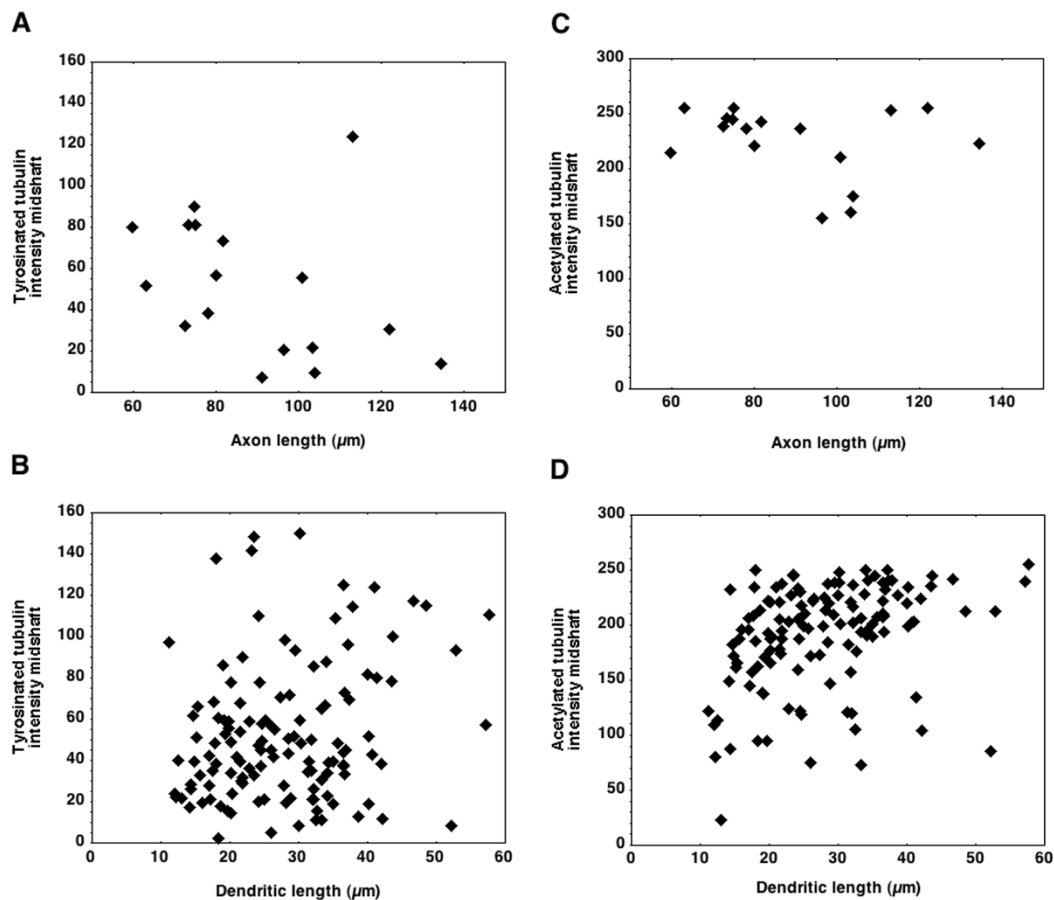 A
160
140
120
100
80
60
40
20
0
Tyrosinated tubulin
intensity midshaft
60 80 100 120 140
Axon length (µm)
C
300
250
200
150
100
50
0
Acetylated tubulin
intensity midshaft
60 80 100 120 140
Axon length (µm)
B
160
140
120
100
80
60
40
20
0
Tyrosinated tubulin
intensity midshaft
0 10 20 30 40 50 60
Dendritic length (µm)
D
300
250
200
150
100
50
0
Acetylated tubulin
intensity midshaft
0 10 20 30 40 50 60
Dendritic length (µm)